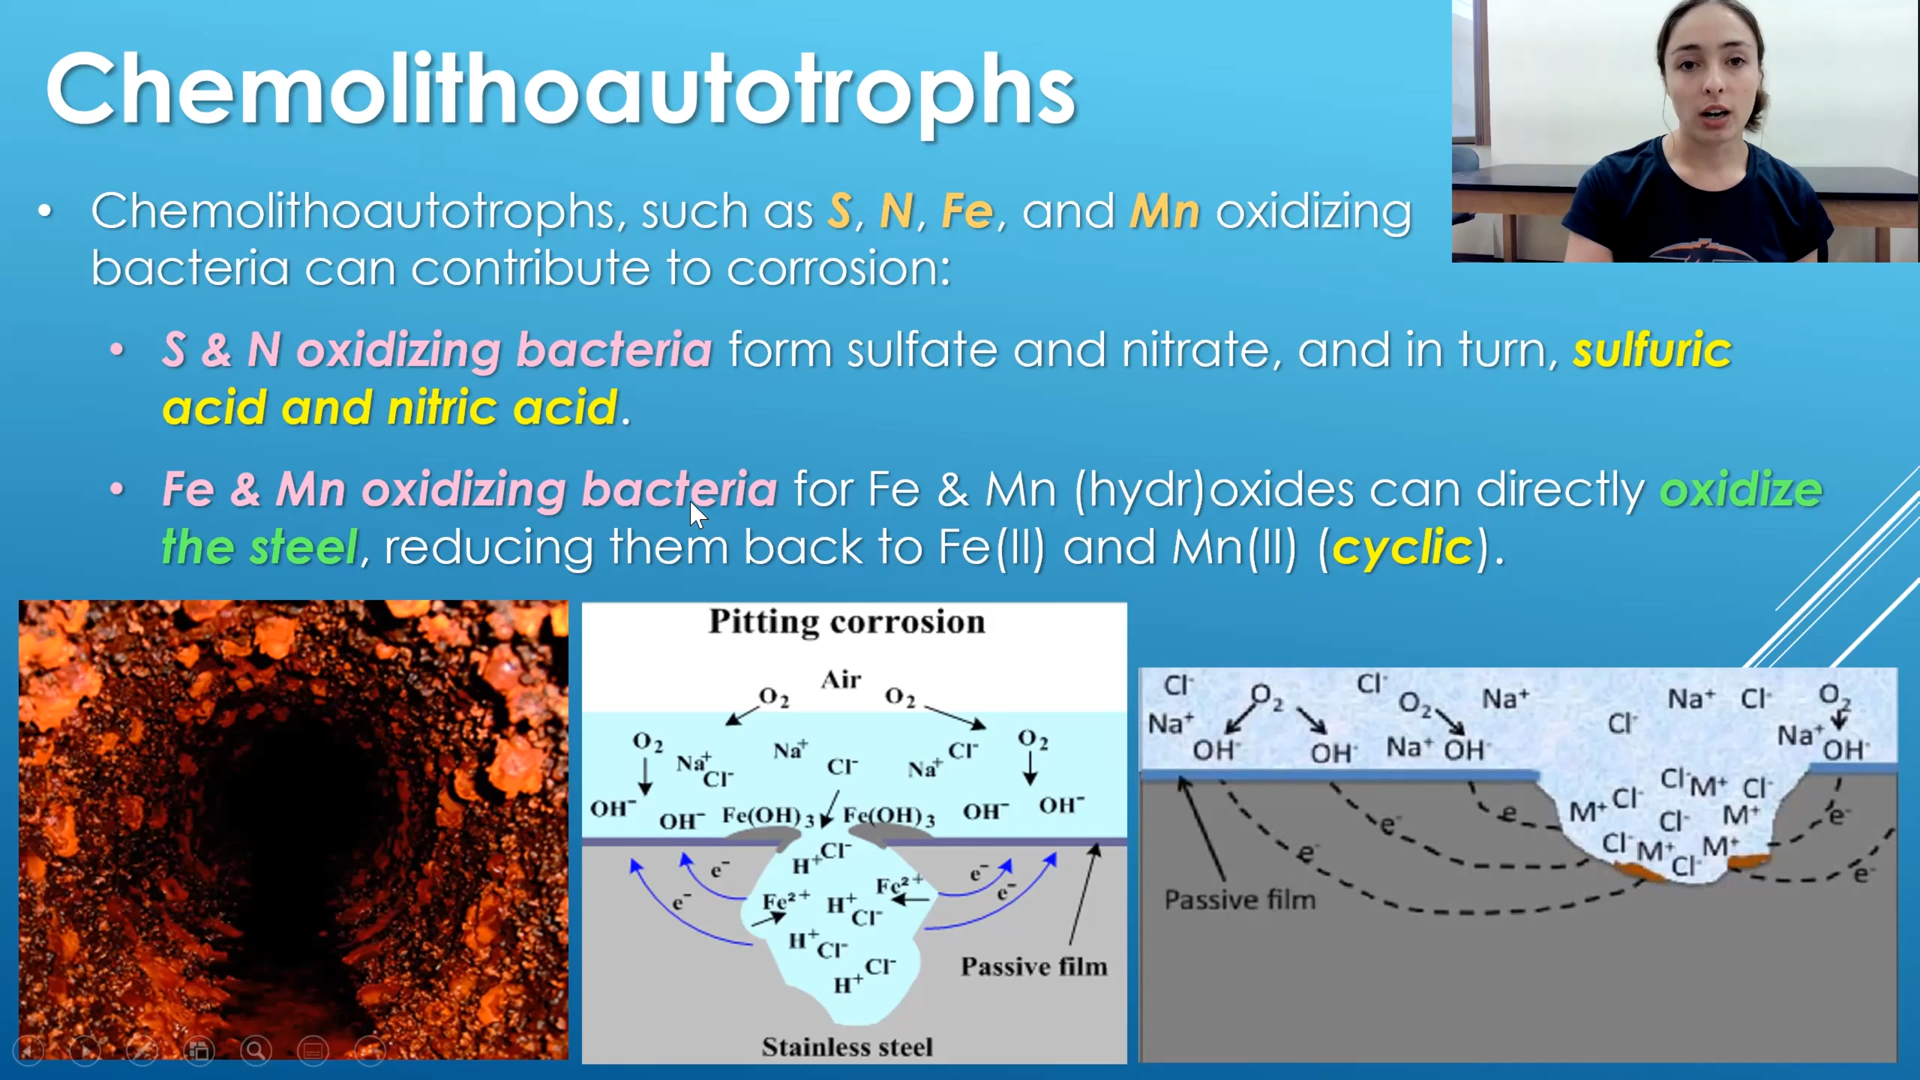 Chemolithoautotrophs
• Chemolithoautotrophs, such as S, N, Fe, and Mn oxidizing
bacteria can contribute to corrosion:
• S & N oxidizing bacteria form sulfate and nitrate, and in turn, sulfuric
acid and nitric acid.
• Fe & Mn oxidizing bacteria for Fe & Mn (hydr)oxides can directly oxidize
the steel, reducing them back to Fe(II) and Mn(II) (cyclic).
Pitting corrosion
Air
O₂ O₂
O₂ Na⁺ Cl⁻ Na⁺ Cl⁻ Na⁺ Cl⁻ O₂
OH⁻ OH⁻ Fe(OH)₃ Fe(OH)₃ OH⁻ OH⁻
H⁺ Cl⁻
e⁻ e⁻ Fe²⁺ H⁺ Cl⁻ Fe²⁺ e⁻ e⁻
H⁺ Cl⁻
H⁺ Cl⁻
Passive film
Stainless steel
Cl⁻ O₂ Cl⁻ O₂ Na⁺ Na⁺ Cl⁻ O₂
Na⁺ Cl⁻ Na⁺
OH⁻ OH⁻ Na⁺ OH⁻ OH⁻
Cl⁻ M⁺ Cl⁻
e M⁺ Cl⁻ Cl⁻ M⁺ e⁻
e⁻ Cl⁻ M⁺ Cl⁻ M⁺
e⁻ e⁻
Passive film